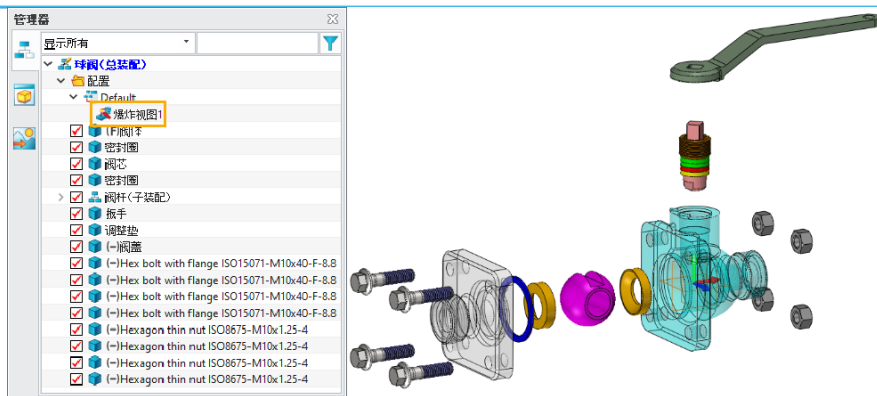 管理器
显示所有
球阀(总装配)
配置
Default
爆炸视图1
(F)阀体
密封圈
阀芯
密封圈
阀杆(子装配)
扳手
调整垫
(-)阀盖
(-)Hex bolt with flange ISO15071-M10x40-F-8.8
(-)Hex bolt with flange ISO15071-M10x40-F-8.8
(-)Hex bolt with flange ISO15071-M10x40-F-8.8
(-)Hex bolt with flange ISO15071-M10x40-F-8.8
(-)Hexagon thin nut ISO8675-M10x1.25-4
(-)Hexagon thin nut ISO8675-M10x1.25-4
(-)Hexagon thin nut ISO8675-M10x1.25-4
(-)Hexagon thin nut ISO8675-M10x1.25-4